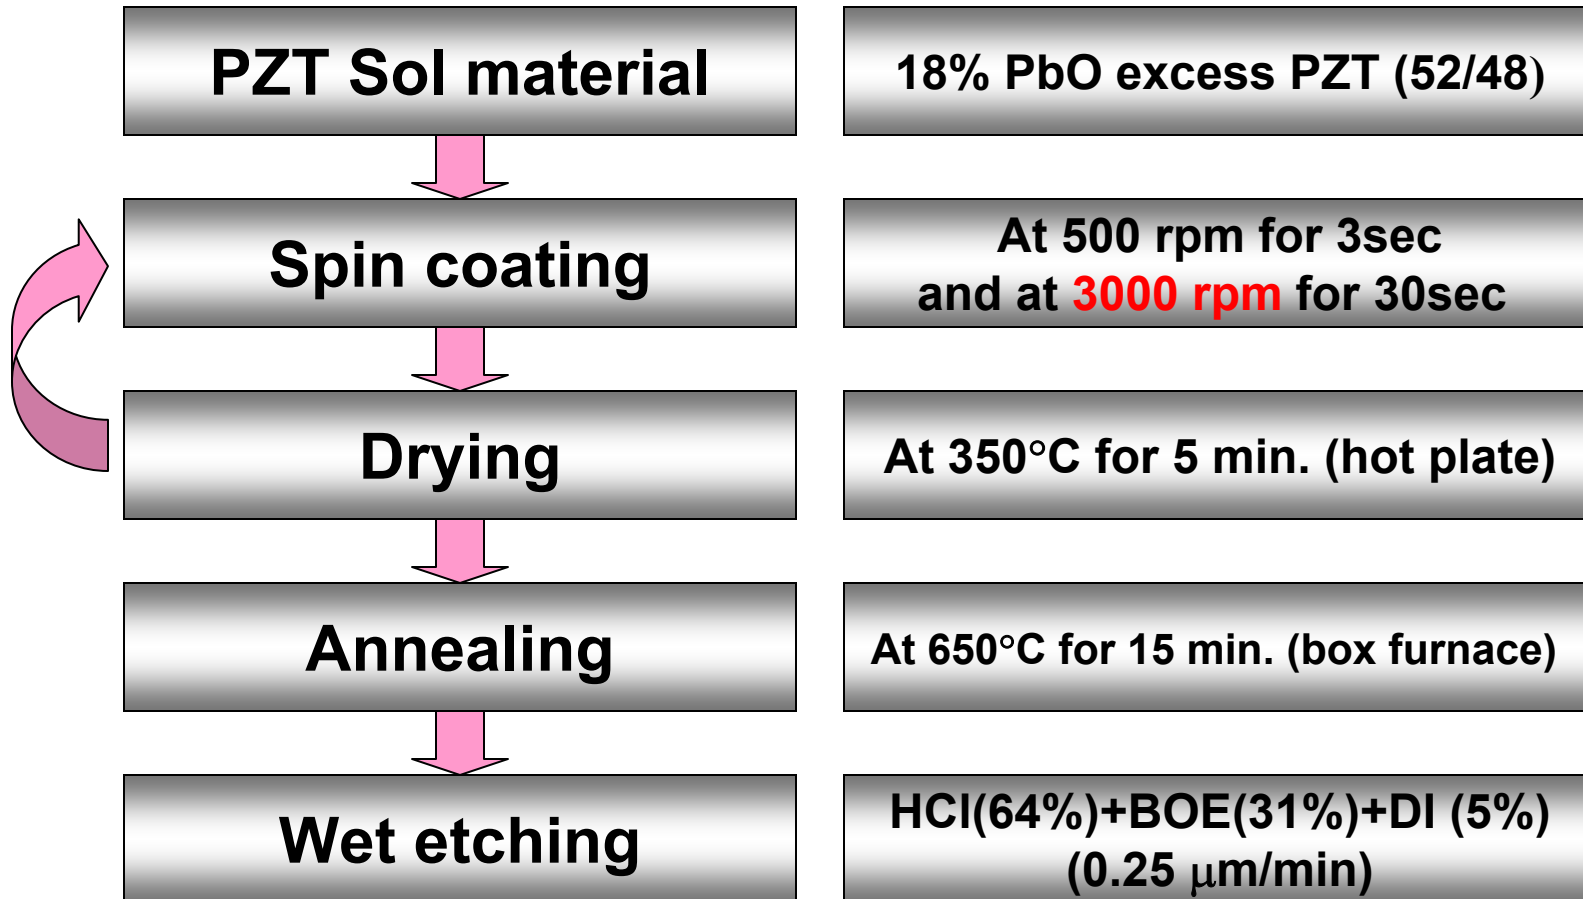 PZT Sol material
18% PbO excess PZT (52/48)
Spin coating
At 500 rpm for 3sec
and at 3000 rpm for 30sec
Drying
At 350°C for 5 min. (hot plate)
Annealing
At 650°C for 15 min. (box furnace)
Wet etching
HCl(64%)+BOE(31%)+DI (5%)
(0.25 μm/min)